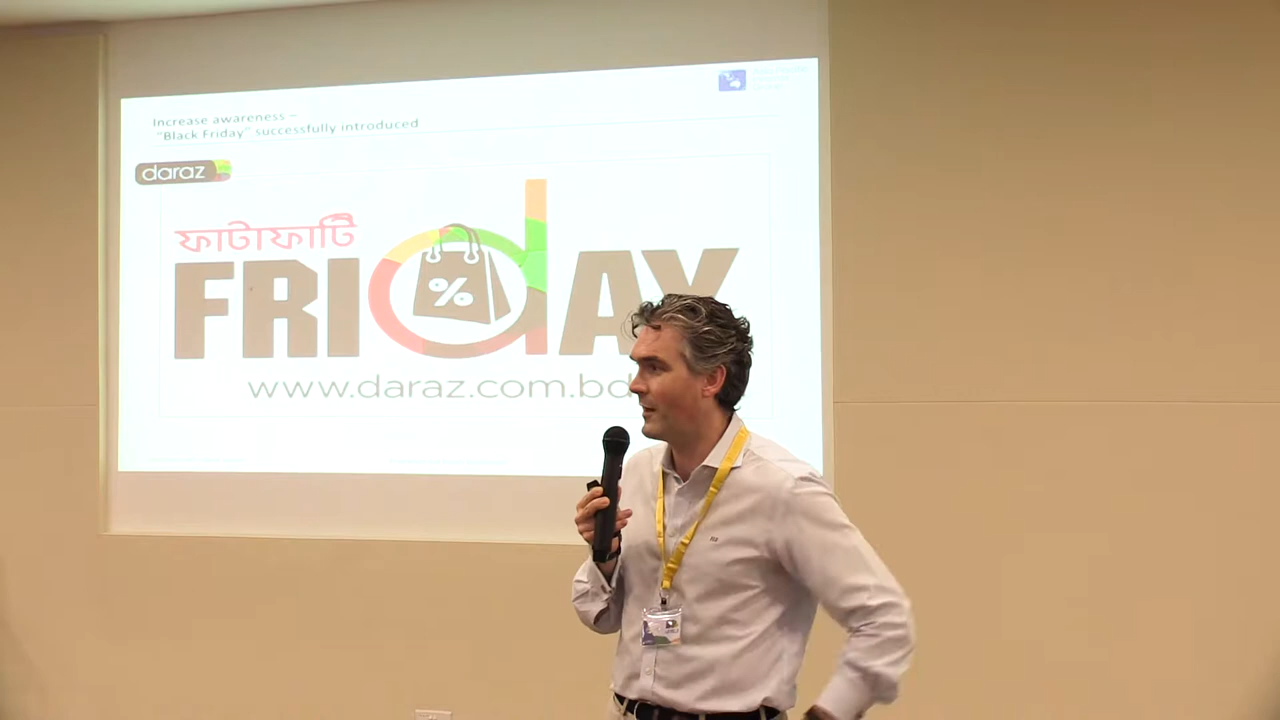 Increase awareness –
"Black Friday" successfully introduced
daraz
ফাটাফাটি
FRIdAY
%
www.daraz.com.bd